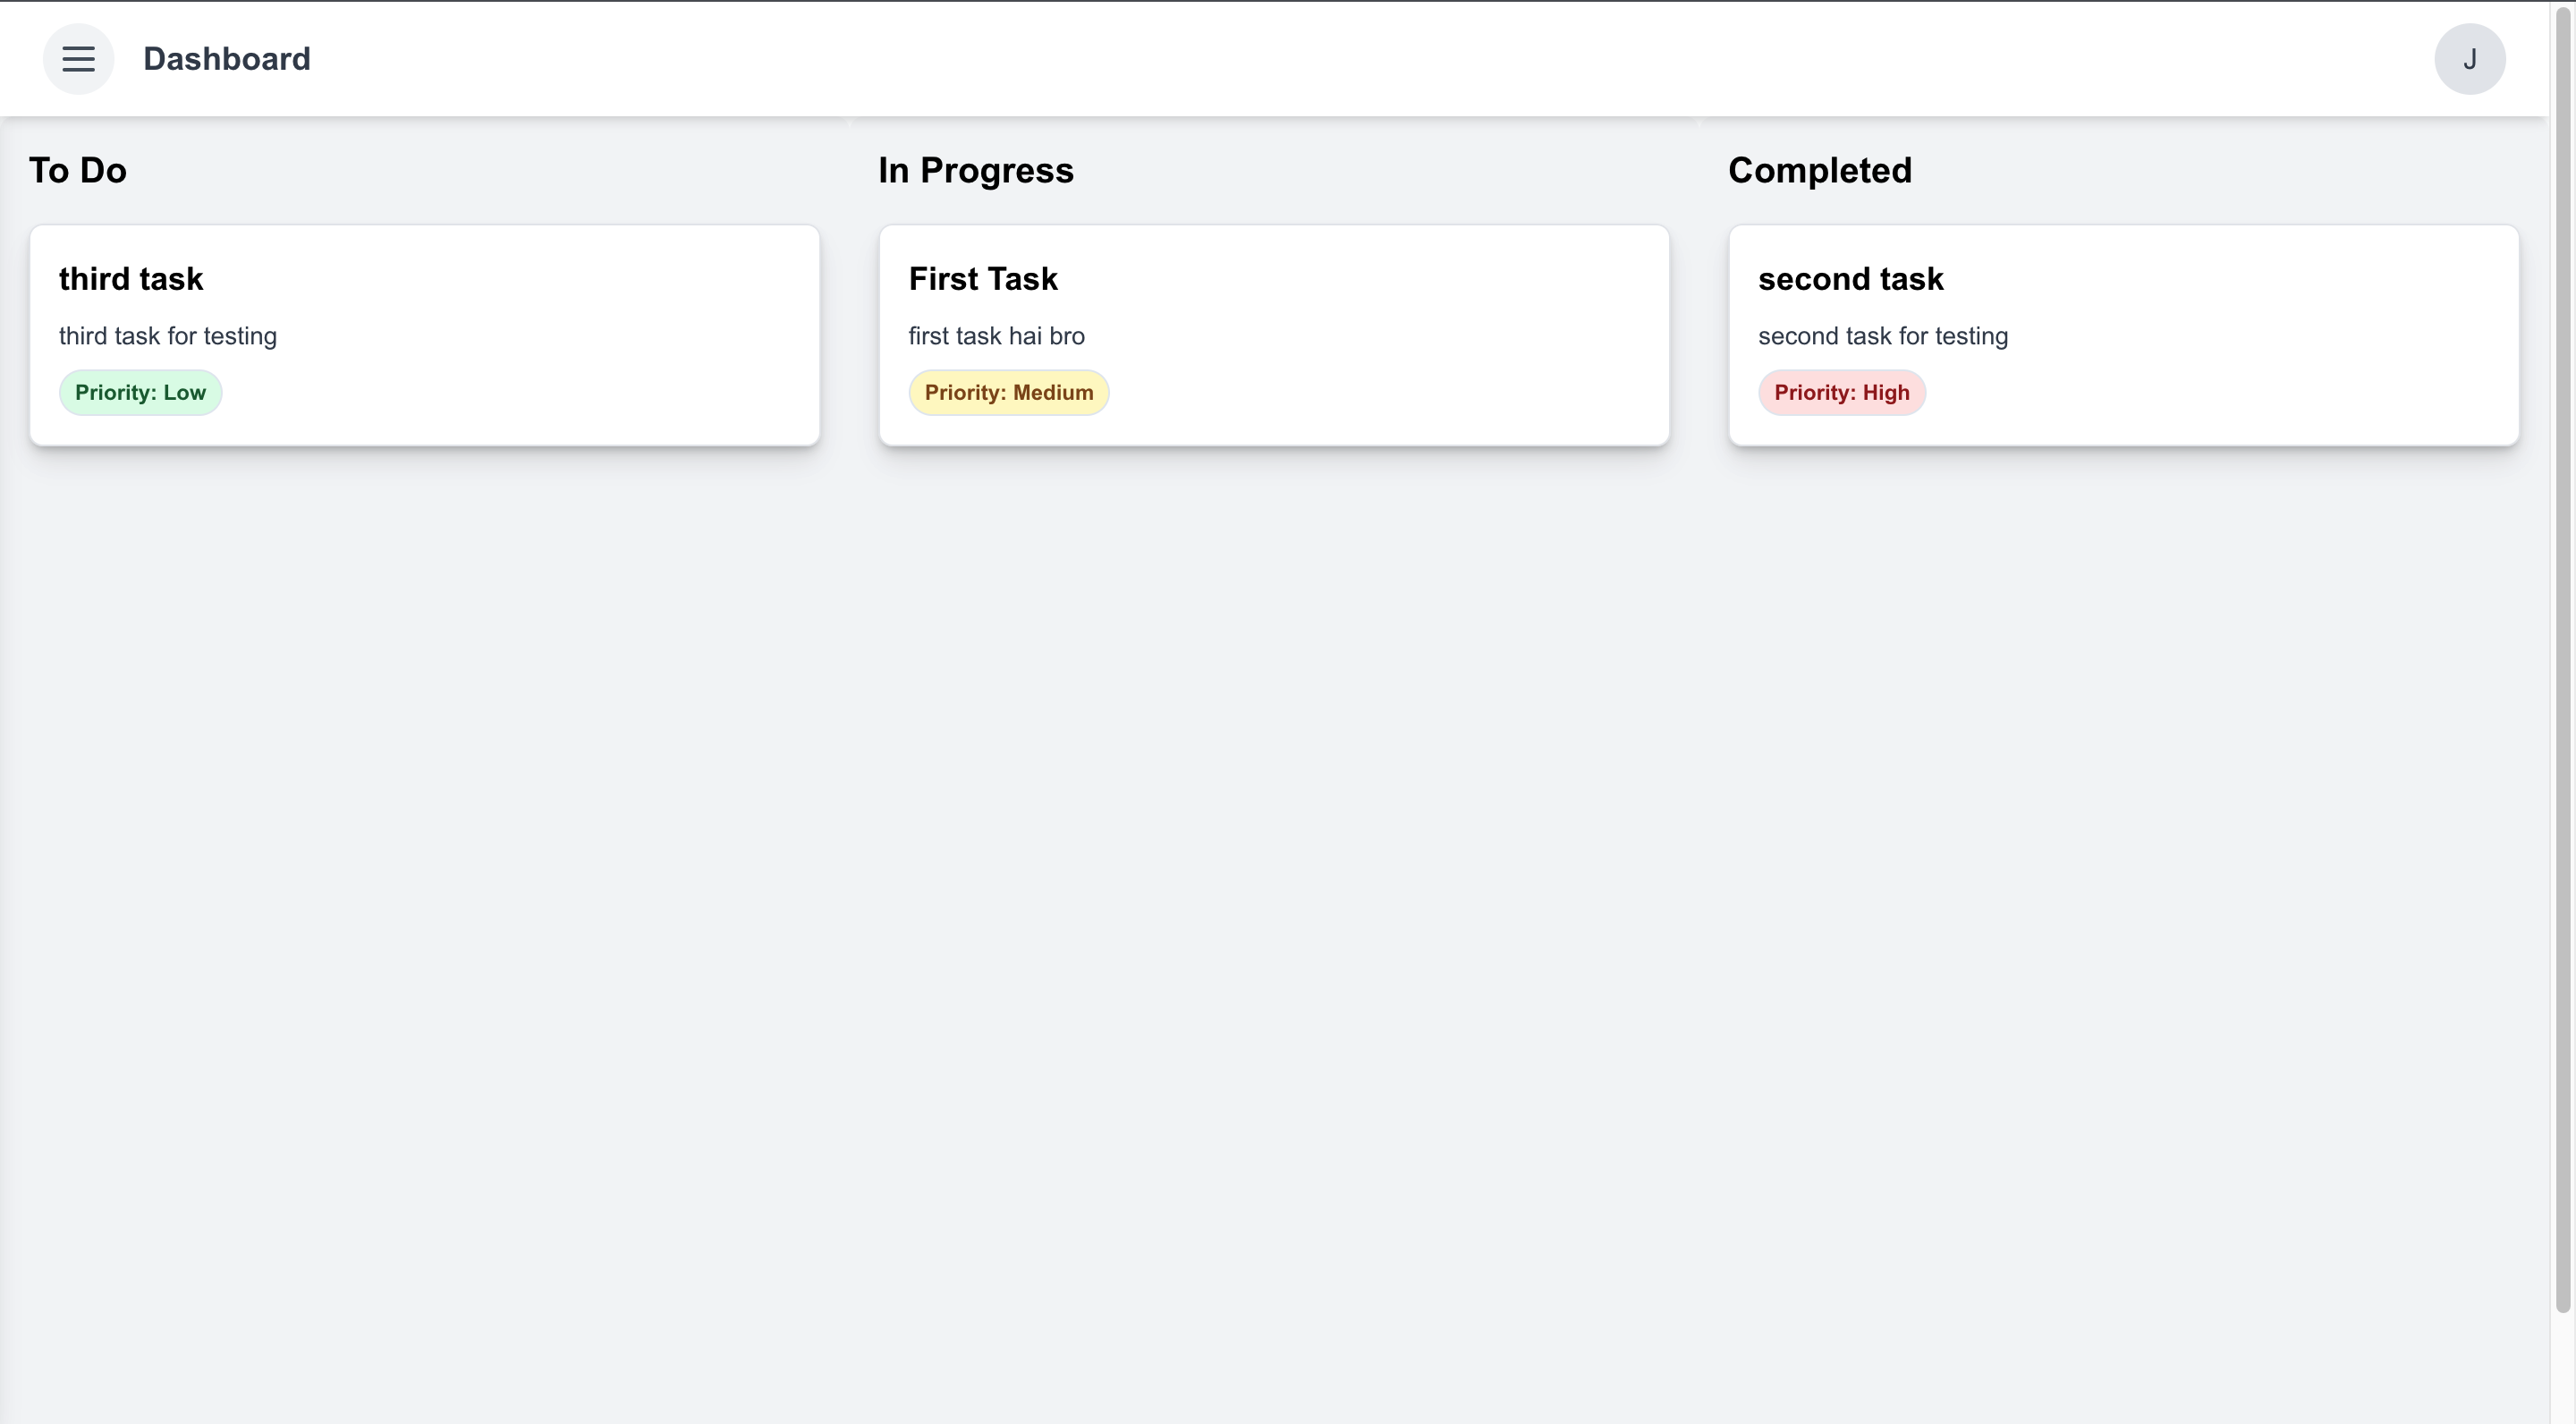 Dashboard
J
To Do
third task
third task for testing
Priority: Low
In Progress
First Task
first task hai bro
Priority: Medium
Completed
second task
second task for testing
Priority: High